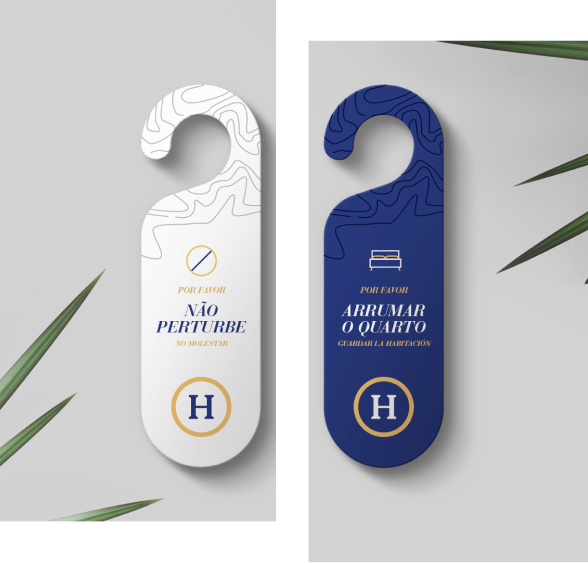 POR FAVOR
NÃO
PERTURBE
NO MOLESTAR
H
POR FAVOR
ARRUMAR
O QUARTO
GUARDAR LA HABITACIÓN
H